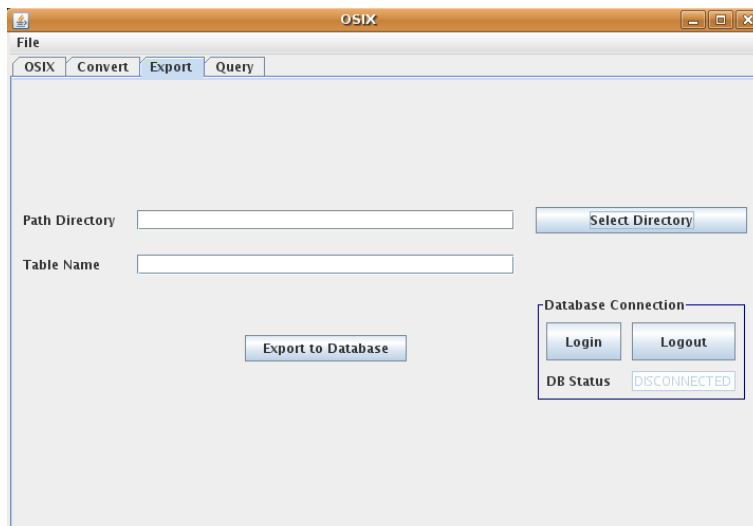 OSIX
File
OSIX Convert Export Query
Path Directory Select Directory
Table Name
Database Connection
Export to Database Login Logout
DB Status DISCONNECTED